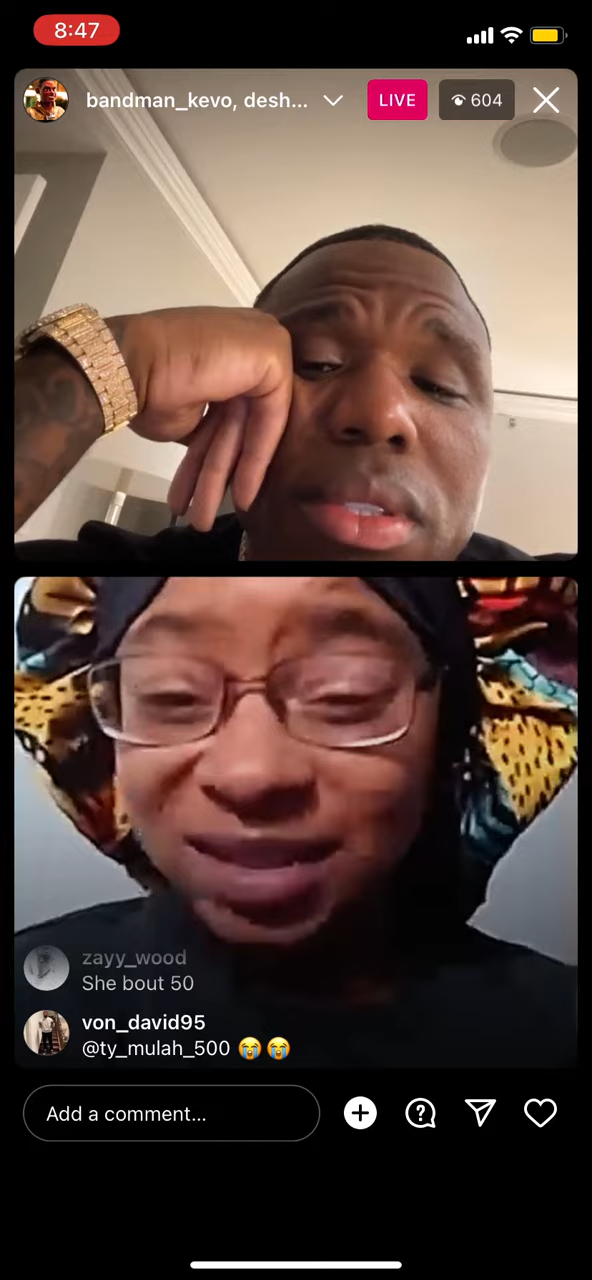 8:47
bandman_kevo, desh...
LIVE
604
zayy_wood
She bout 50
von_david95
@ty_mulah_500 😭😭
Add a comment...